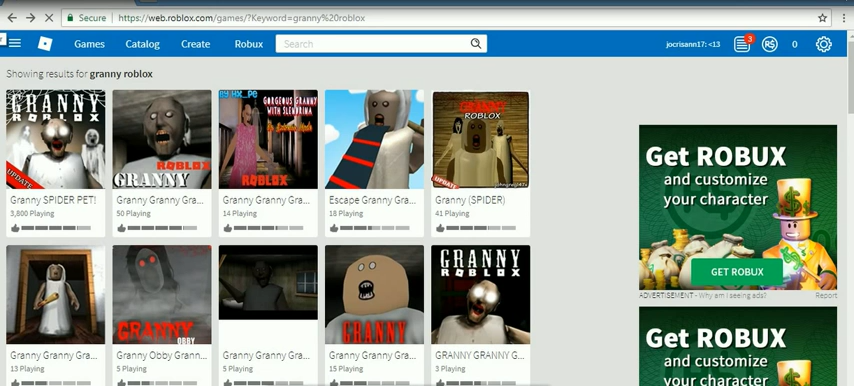 Secure https://web.roblox.com/games/?Keyword=granny%20roblox
Games Catalog Create Robux Search jocrisann17: <13 3 R$ 0
Showing results for granny roblox
GRANNY
ROBLOX
UPDATE
ROBLOX
GRANNY
BY HX_PE
GORGEOUS GRANNY
WITH SLENDRINA
ROBLOX
GRANNY
ROBLOX
UPDATE
Granny SPIDER PET!
3,800 Playing
Granny Granny Gra...
50 Playing
Granny Granny Gra...
14 Playing
Escape Granny Gra...
18 Playing
Granny (SPIDER)
41 Playing
GRANNY
OBBY
GRANNY
GRANNY
ROBLOX
Granny Granny Gra...
13 Playing
Granny Obby Grann...
5 Playing
Granny Granny Gra...
5 Playing
Granny Granny Gra...
15 Playing
GRANNY GRANNY G...
3 Playing
Get ROBUX
and customize
your character
GET ROBUX
ADVERTISEMENT - Why am I seeing ads? Report
Get ROBUX
and customize
your character